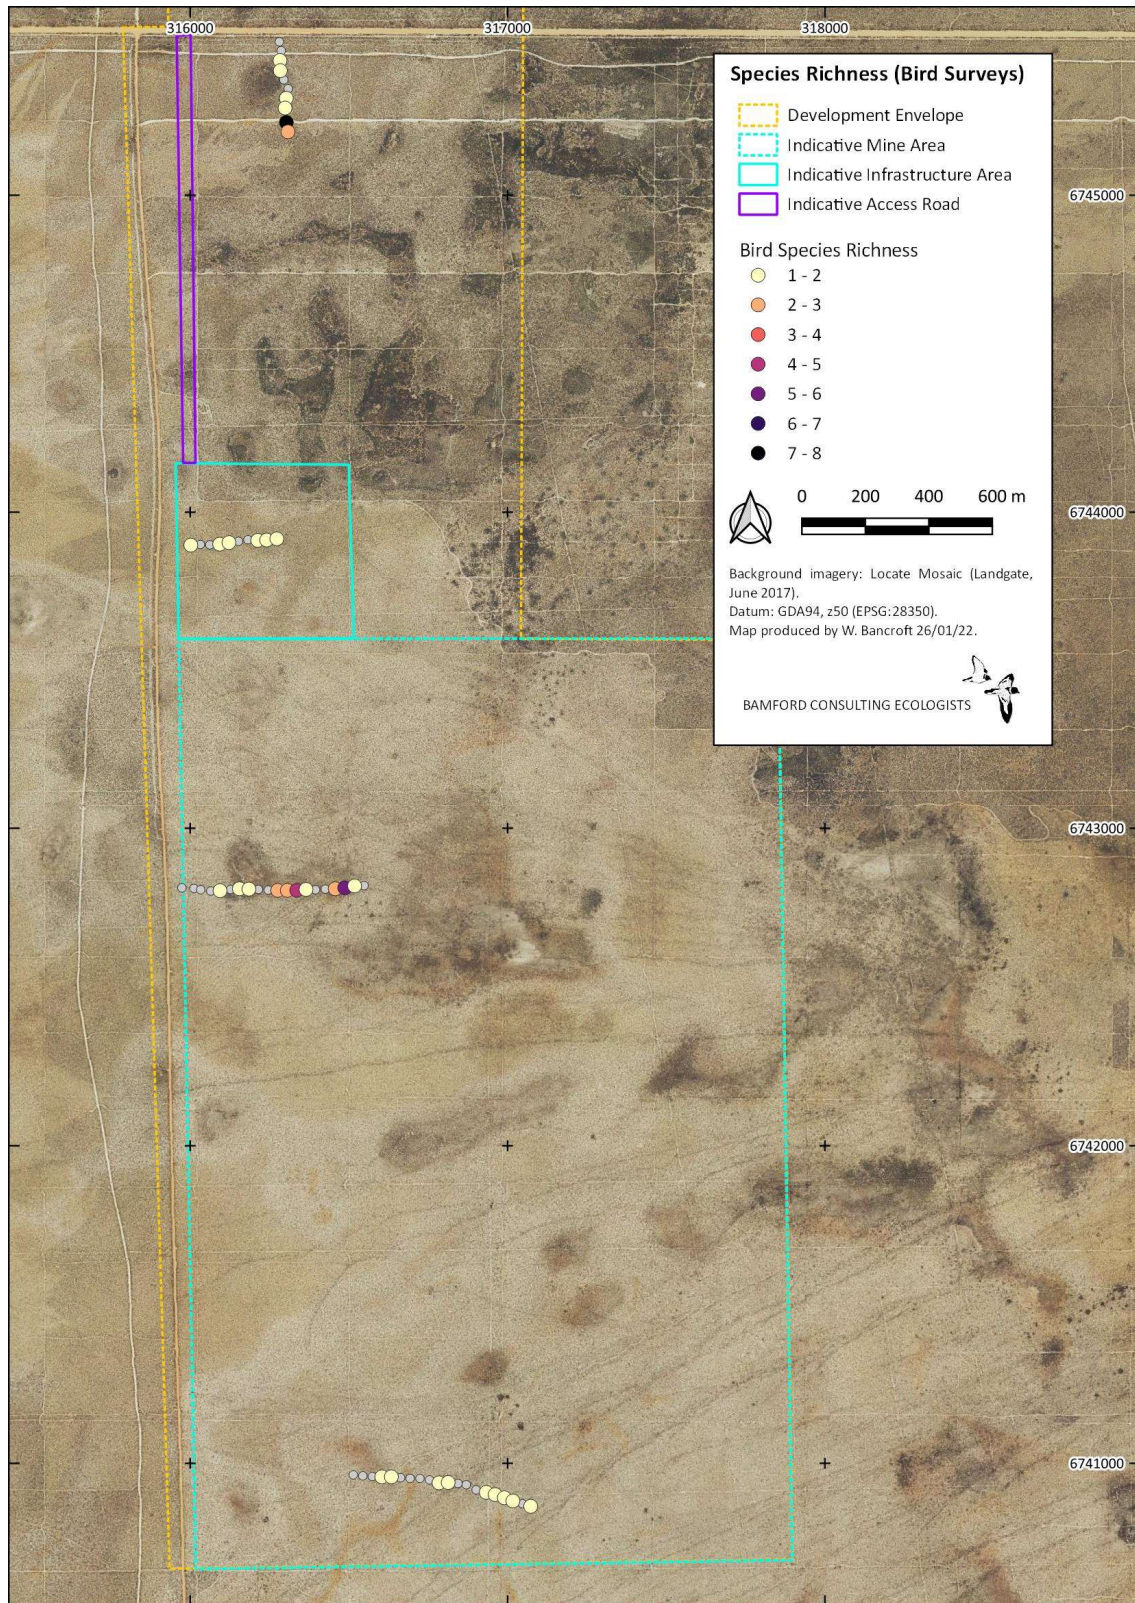 316000
317000
318000
Species Richness (Bird Surveys)
Development Envelope
Indicative Mine Area
Indicative Infrastructure Area
Indicative Access Road
Bird Species Richness
1 - 2
2 - 3
3 - 4
4 - 5
5 - 6
6 - 7
7 - 8
0 200 400 600 m
Background imagery: Locate Mosaic (Landgate,
June 2017).
Datum: GDA94, z50 (EPSG:28350).
Map produced by W. Bancroft 26/01/22.
BAMFORD CONSULTING ECOLOGISTS
6745000
6744000
6743000
6742000
6741000